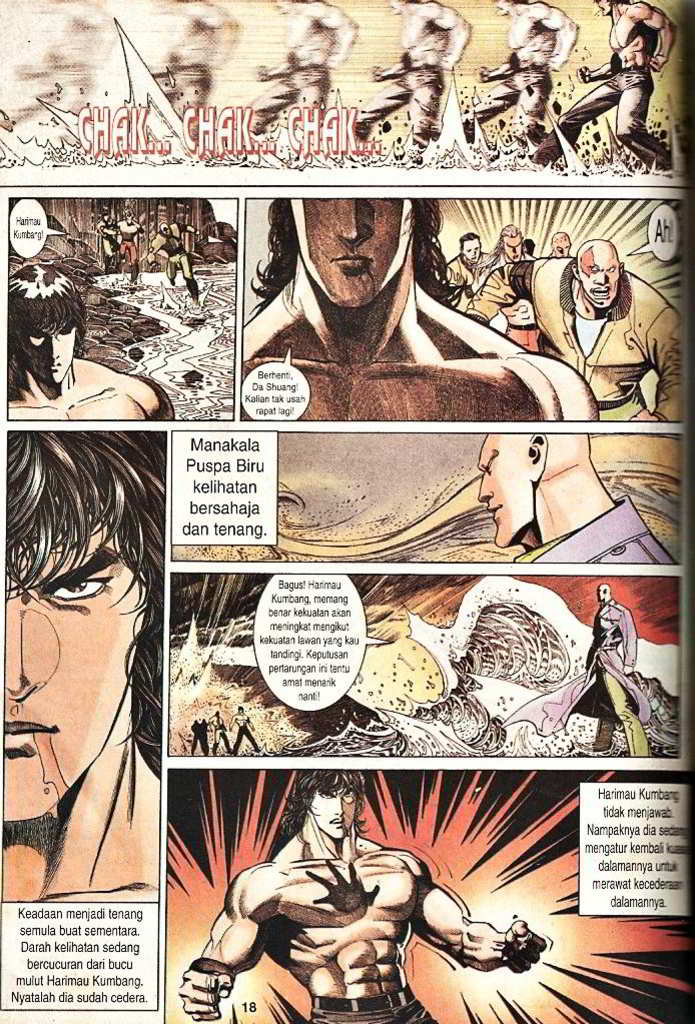 CHAK... CHAK... CHAK...
Harimau
Kumbang!
Ah!
Berhenti,
Da Shuang!
Kalian tak usah
rapat lagi!
Manakala
Puspa Biru
kelihatan
bersahaja
dan tenang.
Bagus! Harimau
Kumbang, memang
benar kekuatan akan
meningkat mengikut
kekuatan lawan yang kau
tandingi. Keputusan
pertarungan ini tentu
amat menarik
nanti!
Keadaan menjadi tenang
semula buat sementara.
Darah kelihatan sedang
bercucuran dari bucu
mulut Harimau Kumbang.
Nyatalah dia sudah cedera.
Harimau Kumbang
tidak menjawab.
Nampaknya dia sedang
mengatur kembali kuasa
dalamannya untuk
merawat kecederaan
dalamannya.
18